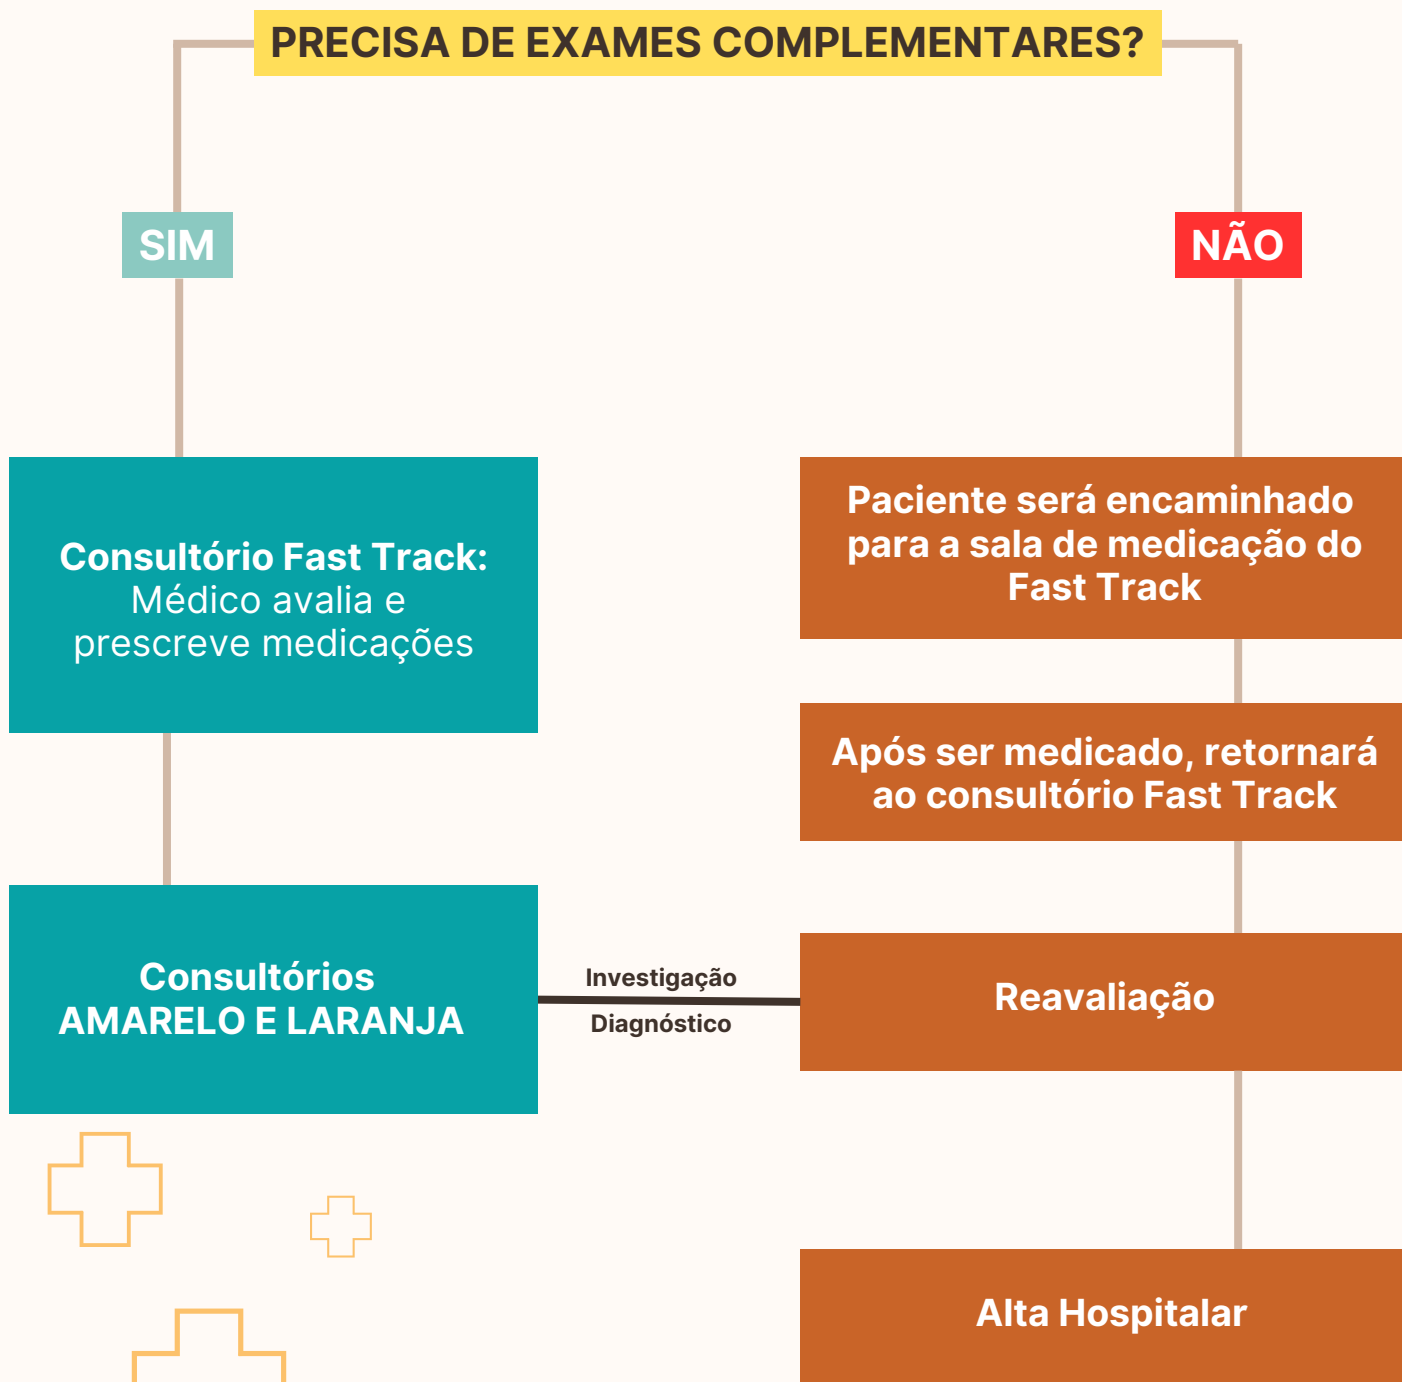 PRECISA DE EXAMES COMPLEMENTARES?
SIM
NÃO
Consultório Fast Track:
Médico avalia e
prescreve medicações
Paciente será encaminhado
para a sala de medicação do
Fast Track
Após ser medicado, retornará
ao consultório Fast Track
Consultórios
AMARELO E LARANJA
Investigação
Diagnóstico
Reavaliação
Alta Hospitalar